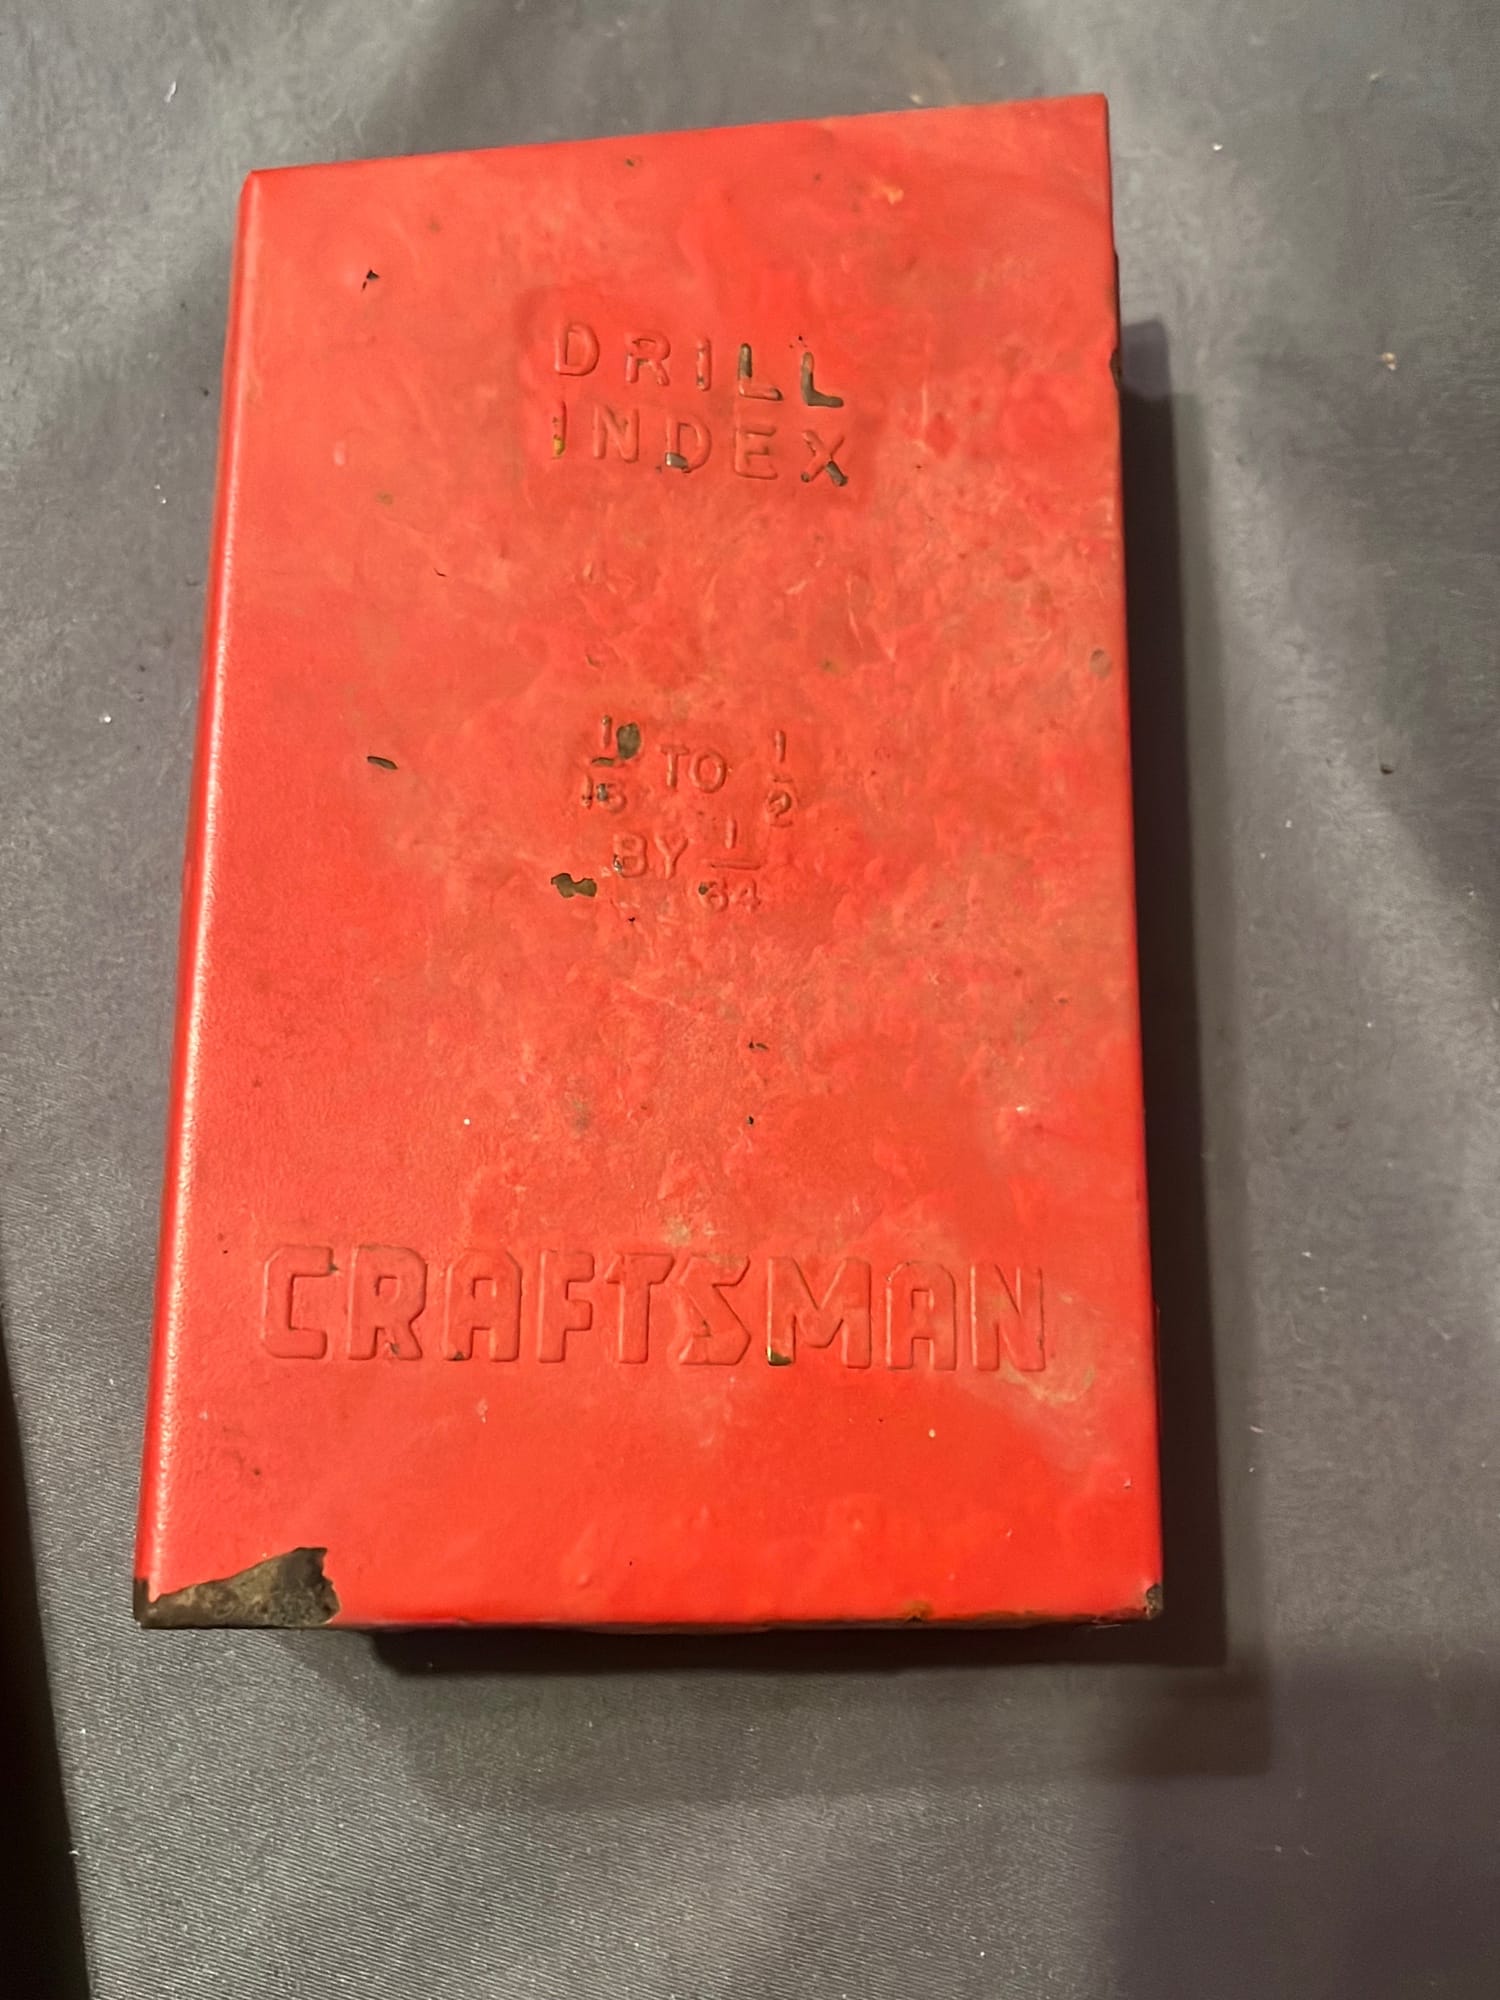 DRILL
INDEX
1/16 TO 1/2
BY 1/64
CRAFTSMAN